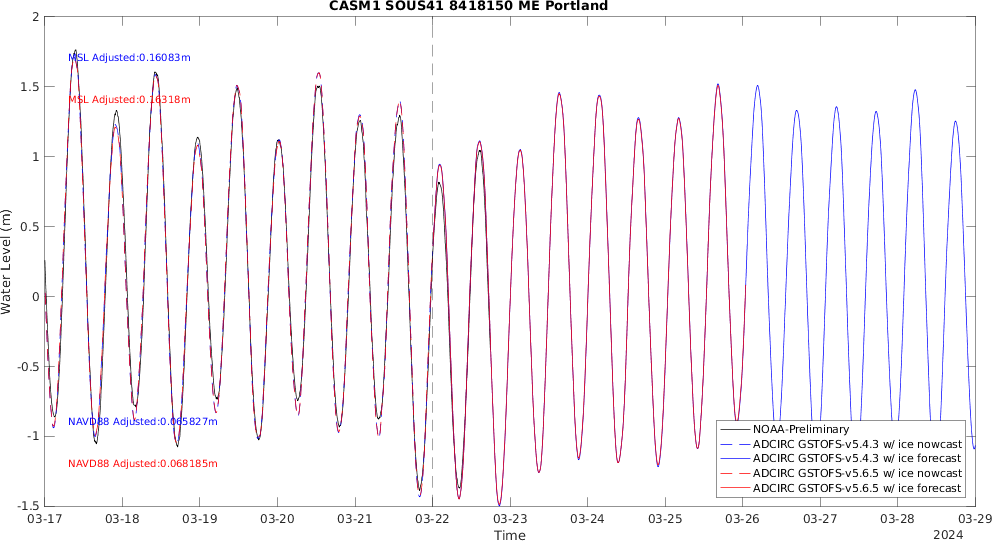 CASM1 SOUS41 8418150 ME Portland
2
1.5
1
0.5
0
-0.5
-1
-1.5
Water Level (m)
MSL Adjusted:0.16083m
MSL Adjusted:0.16318m
NAVD88 Adjusted:0.065827m
NAVD88 Adjusted:0.068185m
NOAA-Preliminary
ADCIRC GSTOFS-v5.4.3 w/ ice nowcast
ADCIRC GSTOFS-v5.4.3 w/ ice forecast
ADCIRC GSTOFS-v5.6.5 w/ ice nowcast
ADCIRC GSTOFS-v5.6.5 w/ ice forecast
03-17 03-18 03-19 03-20 03-21 03-22 03-23 03-24 03-25 03-26 03-27 03-28 03-29
Time
2024